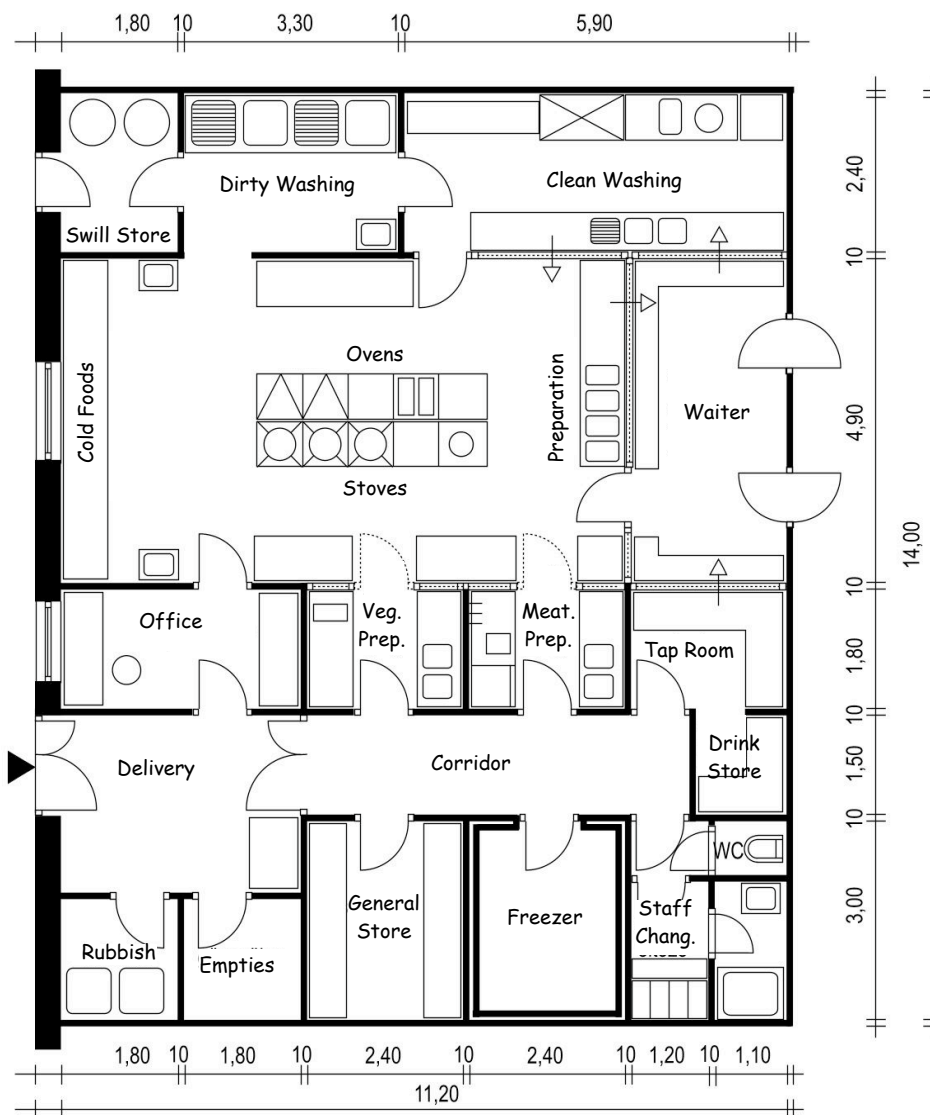 1,80 10 3,30 10 5,90
Dirty Washing
Clean Washing
Swill Store
2,40
10
Ovens
Cold Foods
Preparation
Waiter
Stoves
4,90
14,00
10
Office
Veg.
Prep.
Meat.
Prep.
Tap Room
1,80
10
Delivery
Corridor
Drink
Store
1,50
10
WC
General
Store
Freezer
Staff
Chang.
Rubbish
Empties
3,00
1,80 10 1,80 10 2,40 10 2,40 10 1,20 10 1,10
11,20